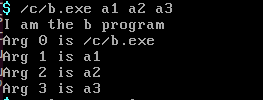 $ /c/b.exe a1 a2 a3
I am the b program
Arg 0 is /c/b.exe
Arg 1 is a1
Arg 2 is a2
Arg 3 is a3